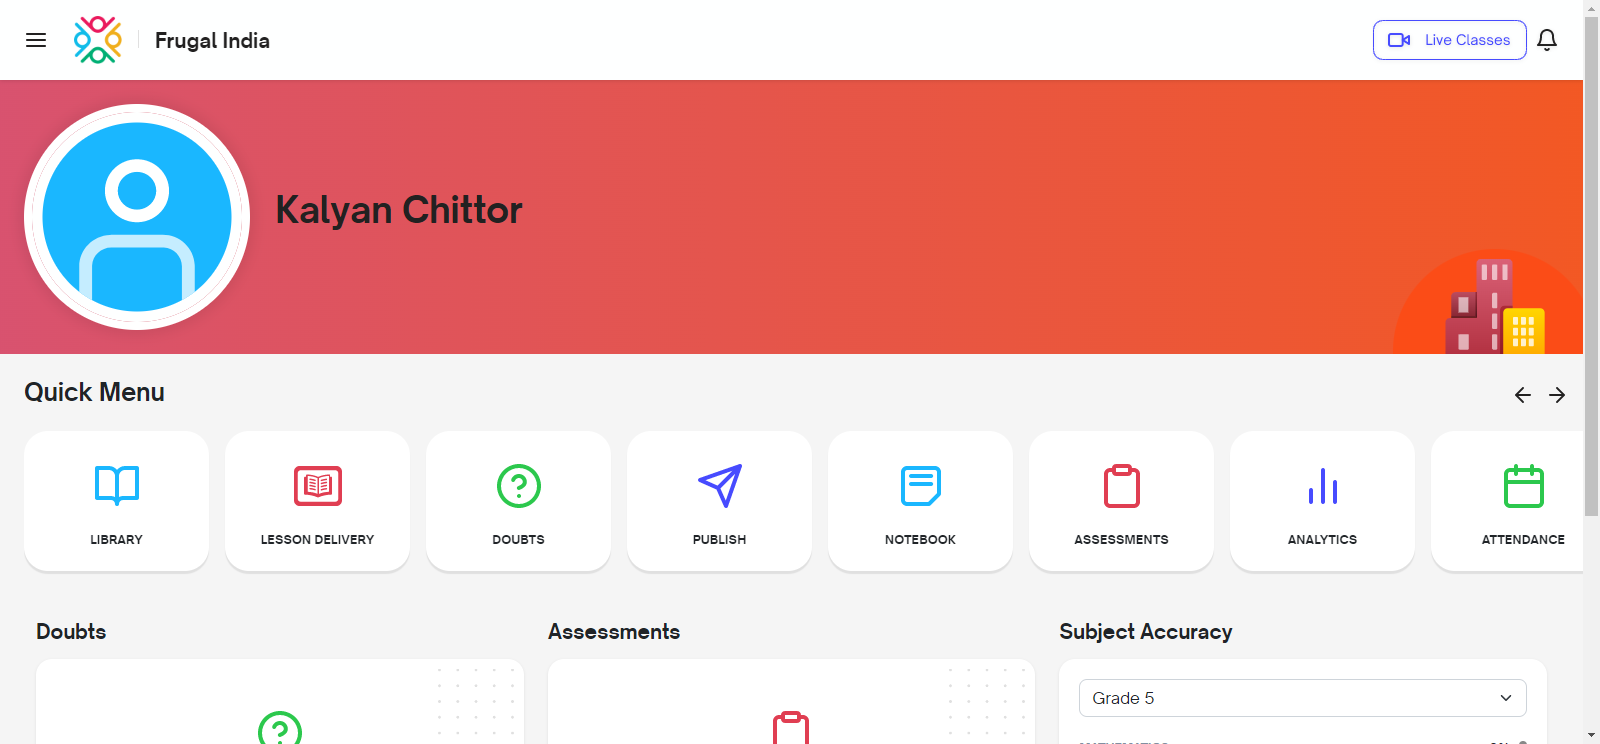 Frugal India
Live Classes
Kalyan Chittor
Quick Menu
LIBRARY
LESSON DELIVERY
DOUBTS
PUBLISH
NOTEBOOK
ASSESSMENTS
ANALYTICS
ATTENDANCE
Doubts
Assessments
Subject Accuracy
Grade 5